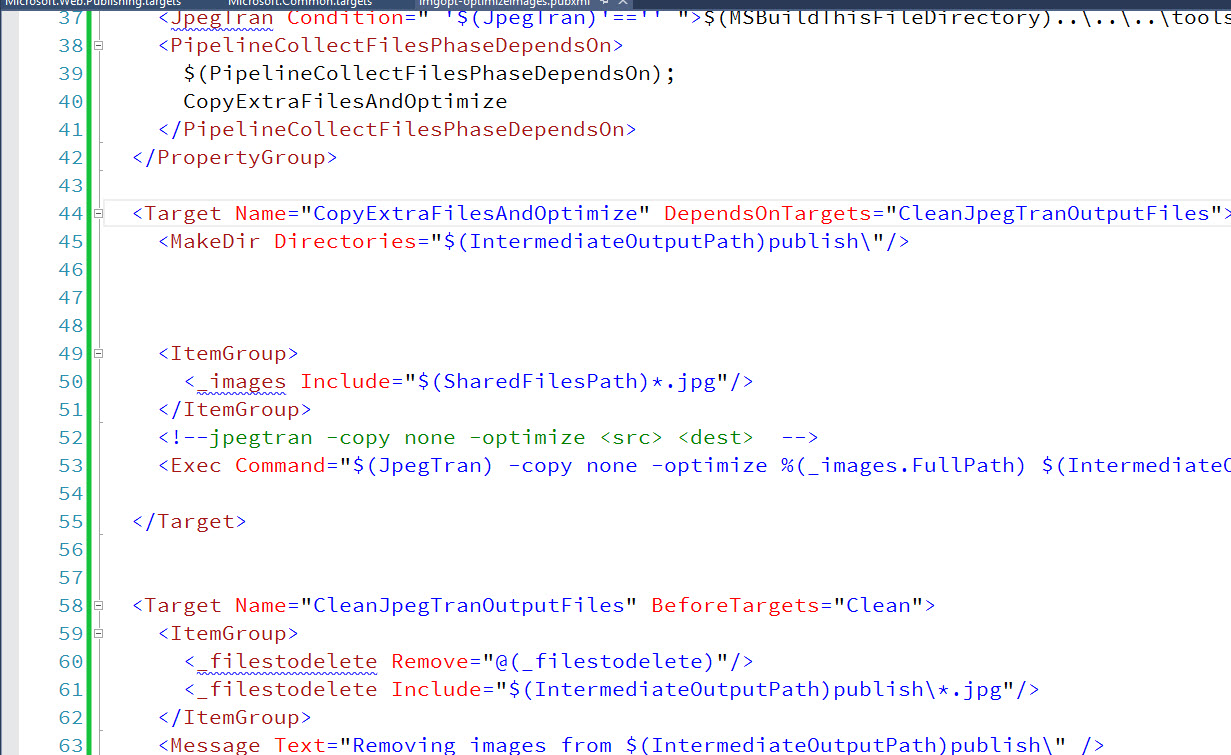 Microsoft.Web.Publishing.targets Microsoft.Common.targets imgopt-optimizeimages.pubxml
37 <JpegTran Condition=" '$(JpegTran)'=='' ">$(MSBuildThisFileDirectory)..\..\..\tools
38 <PipelineCollectFilesPhaseDependsOn>
39 $(PipelineCollectFilesPhaseDependsOn);
40 CopyExtraFilesAndOptimize
41 </PipelineCollectFilesPhaseDependsOn>
42 </PropertyGroup>
43
44 <Target Name="CopyExtraFilesAndOptimize" DependsOnTargets="CleanJpegTranOutputFiles">
45 <MakeDir Directories="$(IntermediateOutputPath)publish\"/>
46
47
48
49 <ItemGroup>
50 <_images Include="$(SharedFilesPath)*.jpg"/>
51 </ItemGroup>
52 <!--jpegtran -copy none -optimize <src> <dest>  -->
53 <Exec Command="$(JpegTran) -copy none -optimize %(_images.FullPath) $(IntermediateO
54
55 </Target>
56
57
58 <Target Name="CleanJpegTranOutputFiles" BeforeTargets="Clean">
59 <ItemGroup>
60 <_filestodelete Remove="@(_filestodelete)"/>
61 <_filestodelete Include="$(IntermediateOutputPath)publish\*.jpg"/>
62 </ItemGroup>
63 <Message Text="Removing images from $(IntermediateOutputPath)publish\" />